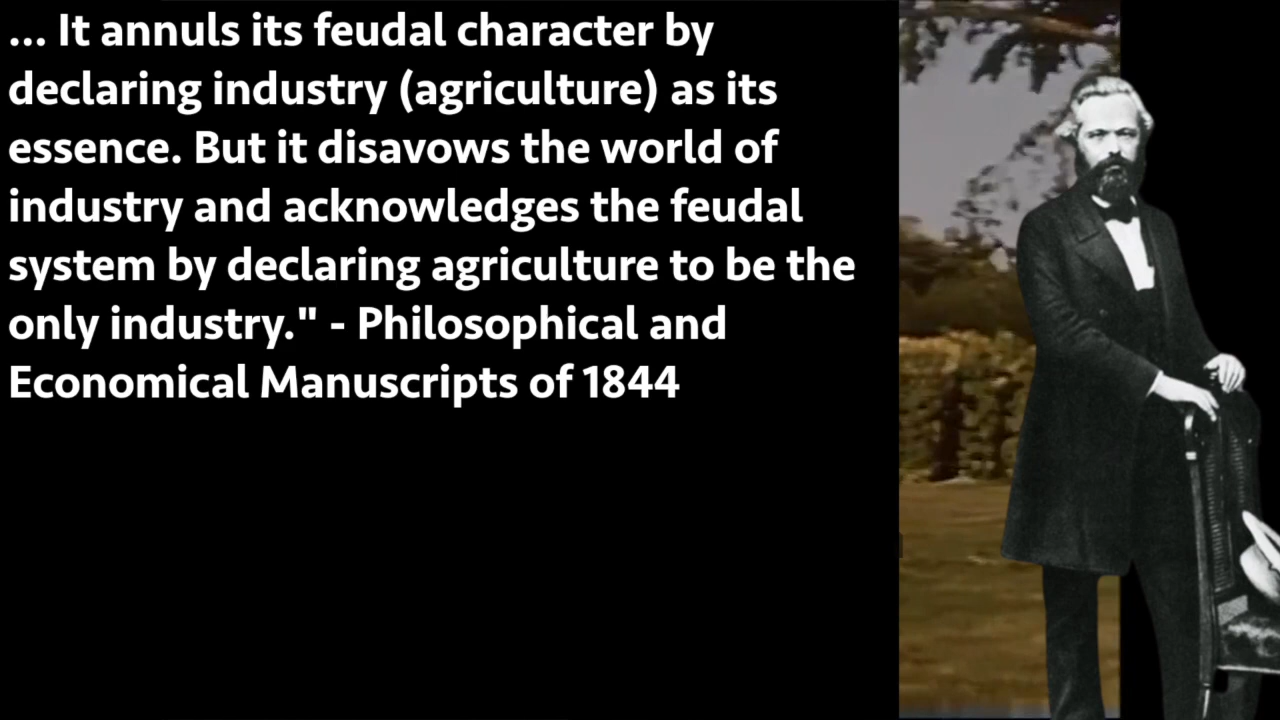 ... It annuls its feudal character by
declaring industry (agriculture) as its
essence. But it disavows the world of
industry and acknowledges the feudal
system by declaring agriculture to be the
only industry." - Philosophical and
Economical Manuscripts of 1844